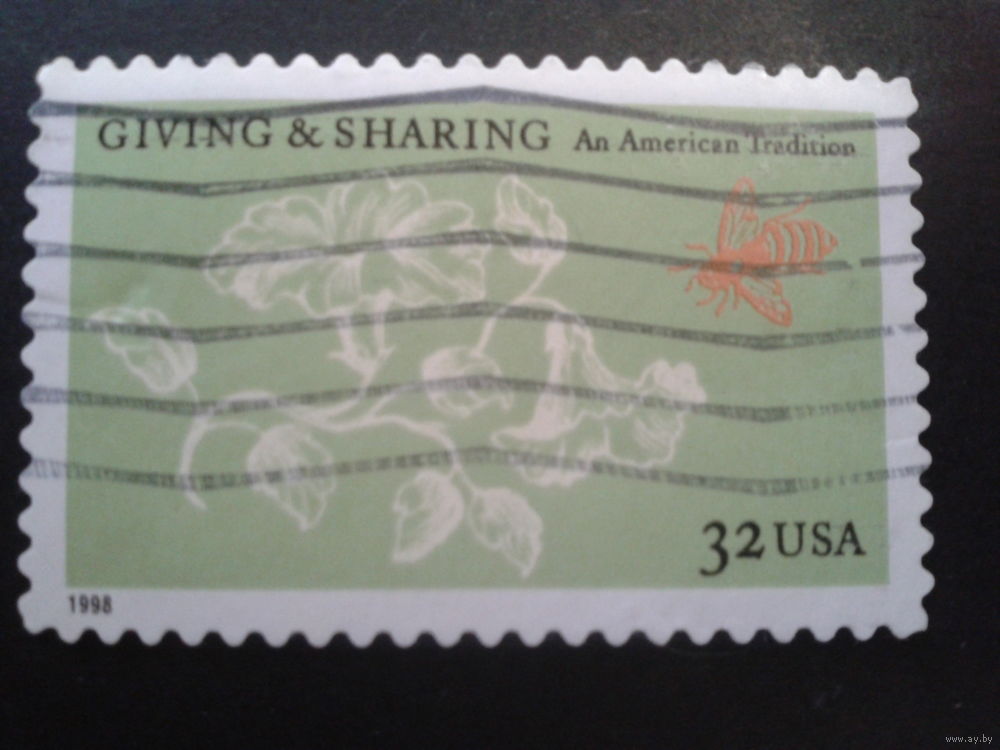 GIVING & SHARING An American Tradition
32 USA
1998
www.ay.by